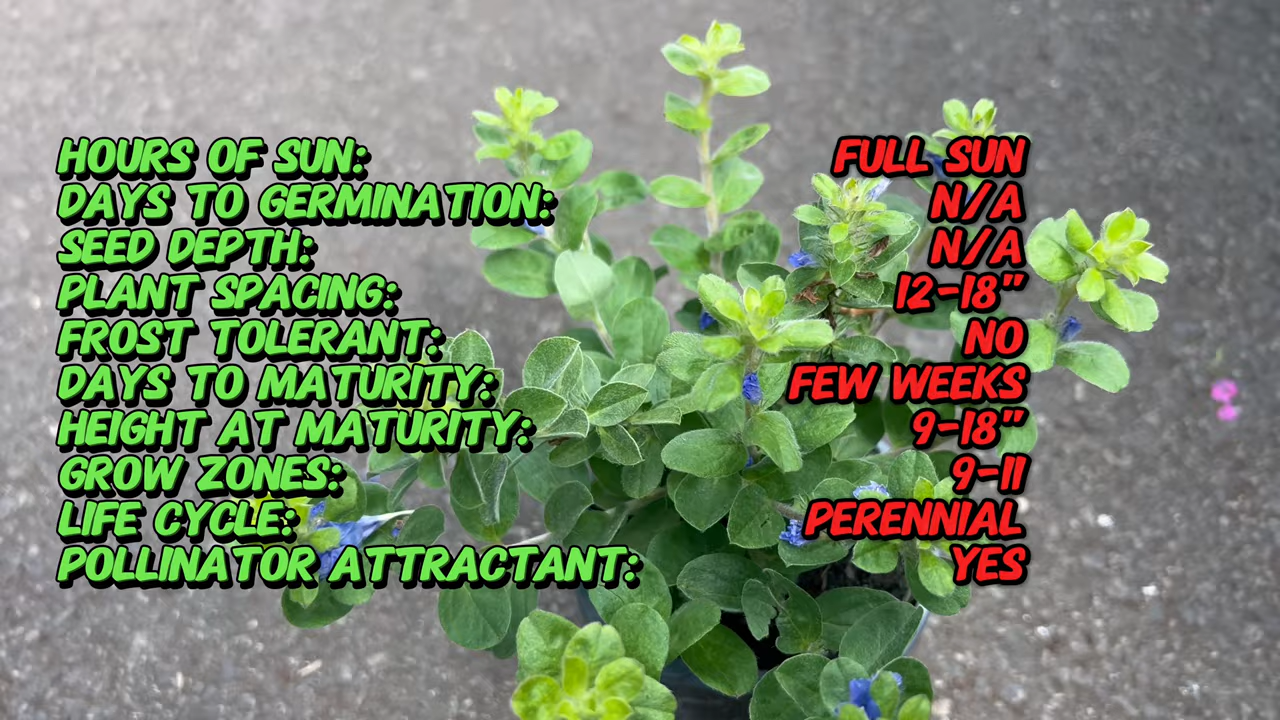 HOURS OF SUN: FULL SUN
DAYS TO GERMINATION: N/A
SEED DEPTH: N/A
PLANT SPACING: 12-18"
FROST TOLERANT: NO
DAYS TO MATURITY: FEW WEEKS
HEIGHT AT MATURITY: 9-18"
GROW ZONES: 9-11
LIFE CYCLE: PERENNIAL
POLLINATOR ATTRACTANT: YES